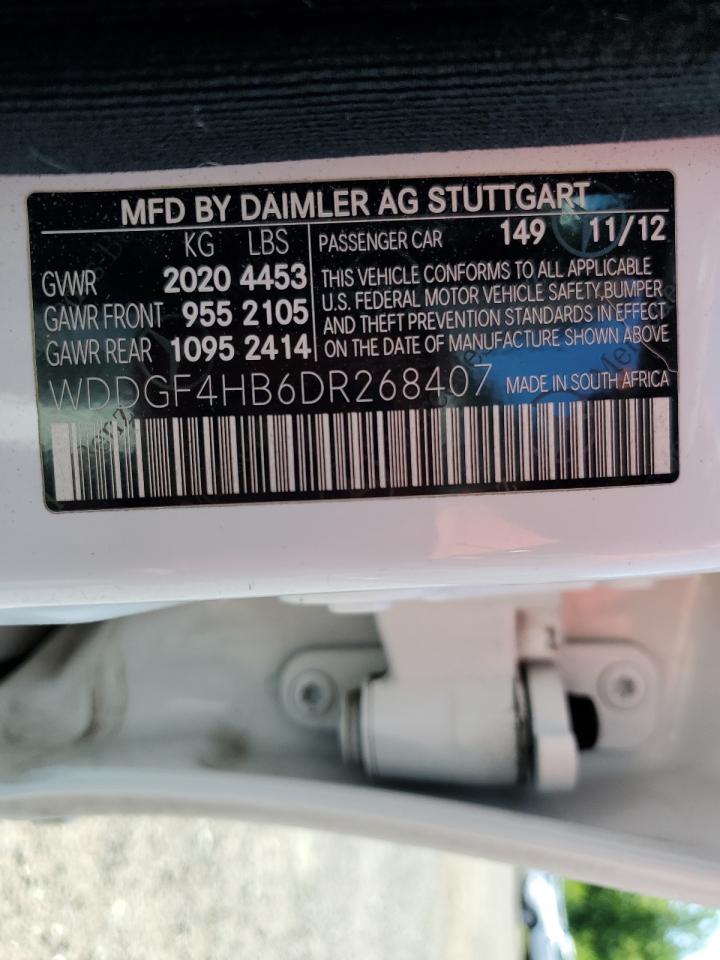 MFD BY DAIMLER AG STUTTGART
KG LBS
GVWR 2020 4453
GAWR FRONT 955 2105
GAWR REAR 1095 2414
PASSENGER CAR 149 11/12
THIS VEHICLE CONFORMS TO ALL APPLICABLE
U.S. FEDERAL MOTOR VEHICLE SAFETY,BUMPER
AND THEFT PREVENTION STANDARDS IN EFFECT
ON THE DATE OF MANUFACTURE SHOWN ABOVE
WDDGF4HB6DR268407 MADE IN SOUTH AFRICA